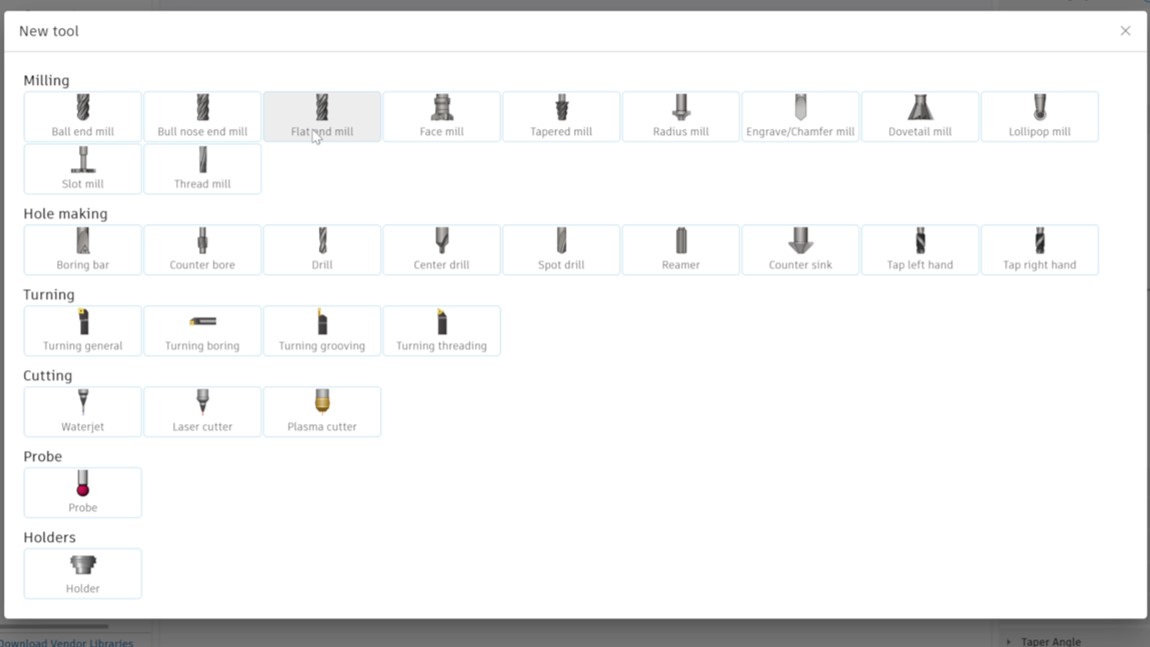 New tool
Milling
Ball end mill
Bull nose end mill
Flat end mill
Face mill
Tapered mill
Radius mill
Engrave/Chamfer mill
Dovetail mill
Lollipop mill
Slot mill
Thread mill
Hole making
Boring bar
Counter bore
Drill
Center drill
Spot drill
Reamer
Counter sink
Tap left hand
Tap right hand
Turning
Turning general
Turning boring
Turning grooving
Turning threading
Cutting
Waterjet
Laser cutter
Plasma cutter
Probe
Probe
Holders
Holder
Download Vendor Libraries
Taper Angle